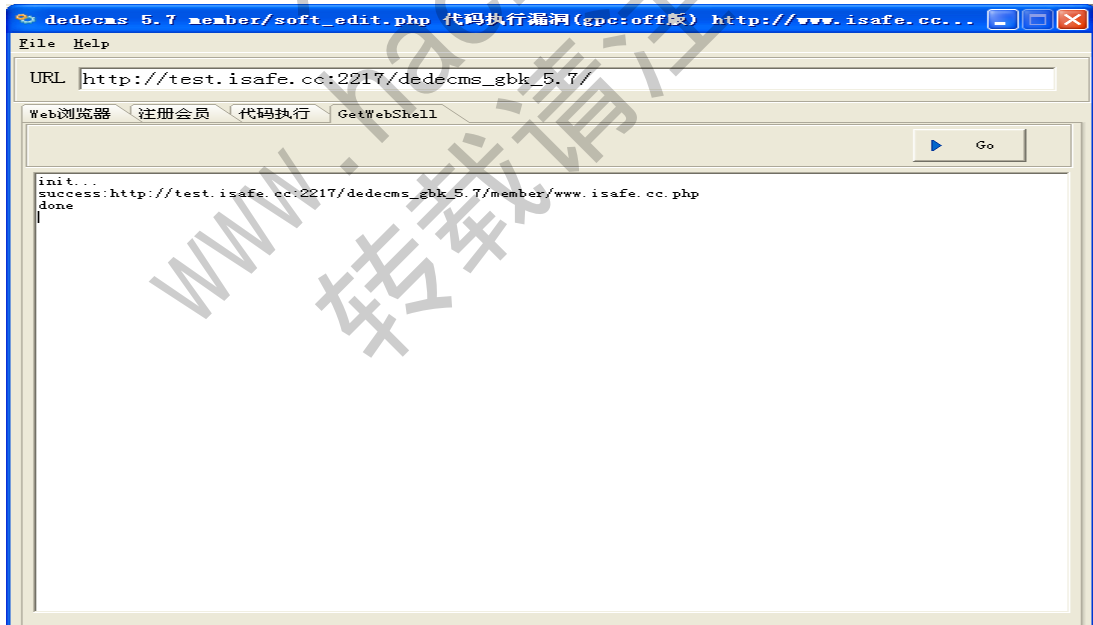 dedecms 5.7 member/soft_edit.php 代码执行漏洞(gpc:off版) http://www.isafe.cc...
File Help
URL http://test.isafe.cc:2217/dedecms_gbk_5.7/
Web浏览器 注册会员 代码执行 GetWebShell
Go
init...
success:http://test.isafe.cc:2217/dedecms_gbk_5.7/member/www.isafe.cc.php
done
www.hac
转载请注